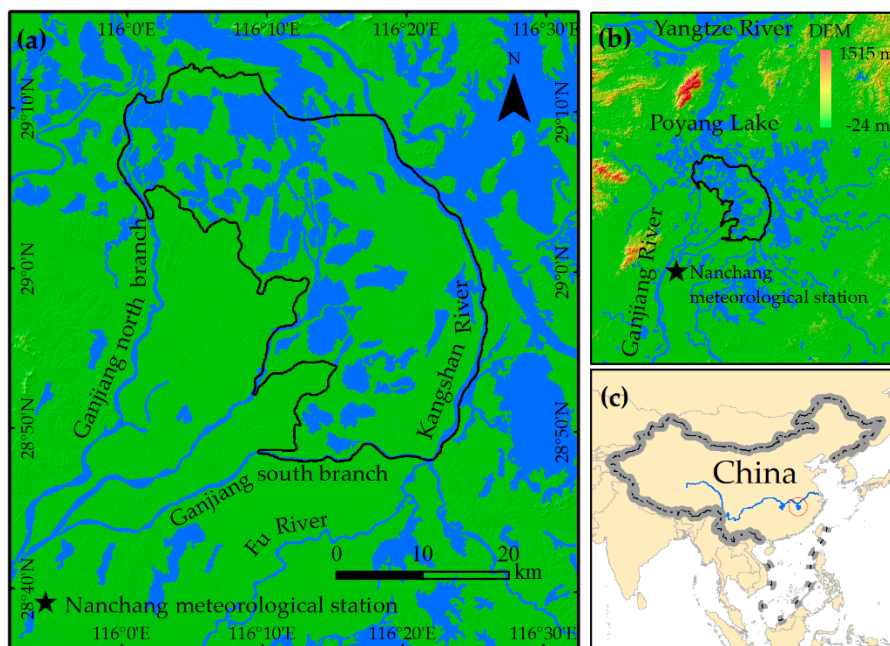 (a)
116°0'E
116°10'E
116°20'E
116°30'E
N
29°10'N
29°10'N
29°0'N
29°0'N
28°50'N
28°50'N
28°40'N
28°40'N
Ganjiang north branch
Kangshan River
Ganjiang south branch
Fu River
0 10 20
km
Nanchang meteorological station
116°0'E
116°10'E
116°20'E
116°30'E
(b)
Yangtze River
DEM
1515 m
-24 m
Poyang Lake
Ganjiang River
Nanchang
meteorological station
(c)
China